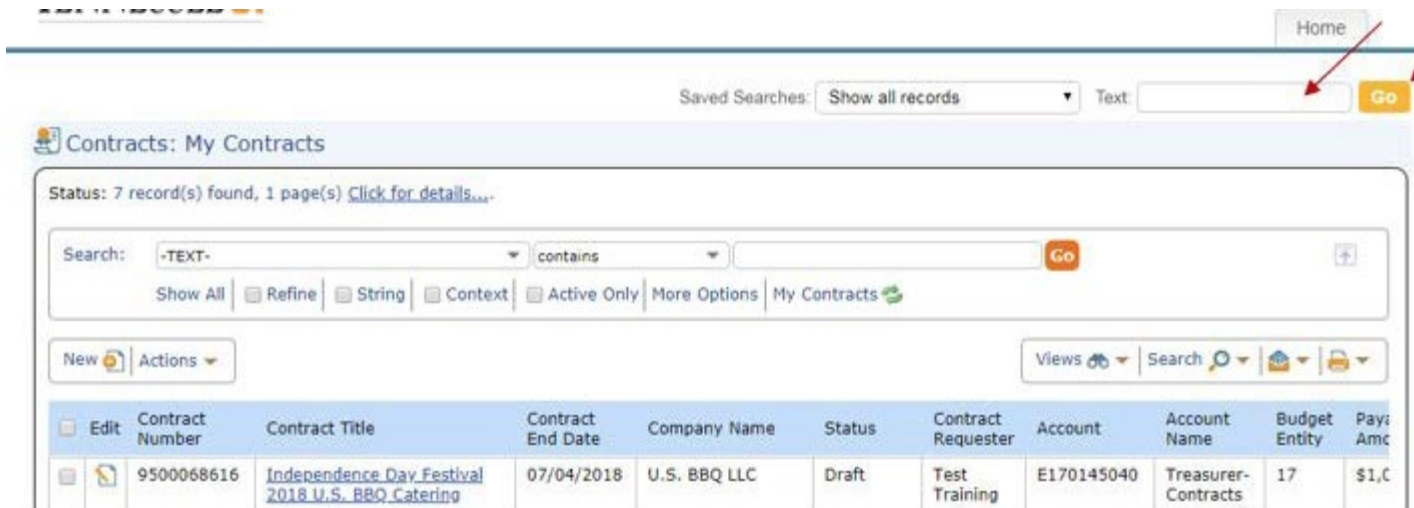 Home
Saved Searches: Show all records Text: Go
Contracts: My Contracts
Status: 7 record(s) found, 1 page(s) Click for details....
Search: -TEXT- contains Go
Show All Refine String Context Active Only More Options My Contracts
New Actions Views Search
Edit Contract Number Contract Title Contract End Date Company Name Status Contract Requester Account Account Name Budget Entity
9500068616 Independence Day Festival 2018 U.S. BBQ Catering 07/04/2018 U.S. BBQ LLC Draft Test Training E170145040 Treasurer-Contracts 17